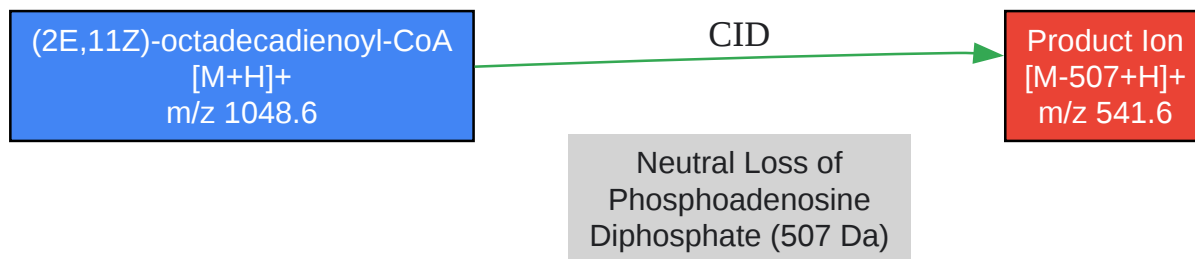 (2E,11Z)-octadecadienoyl-CoA
[M+H]+
m/z 1048.6
CID
Product Ion
[M-507+H]+
m/z 541.6
Neutral Loss of
Phosphoadenosine
Diphosphate (507 Da)